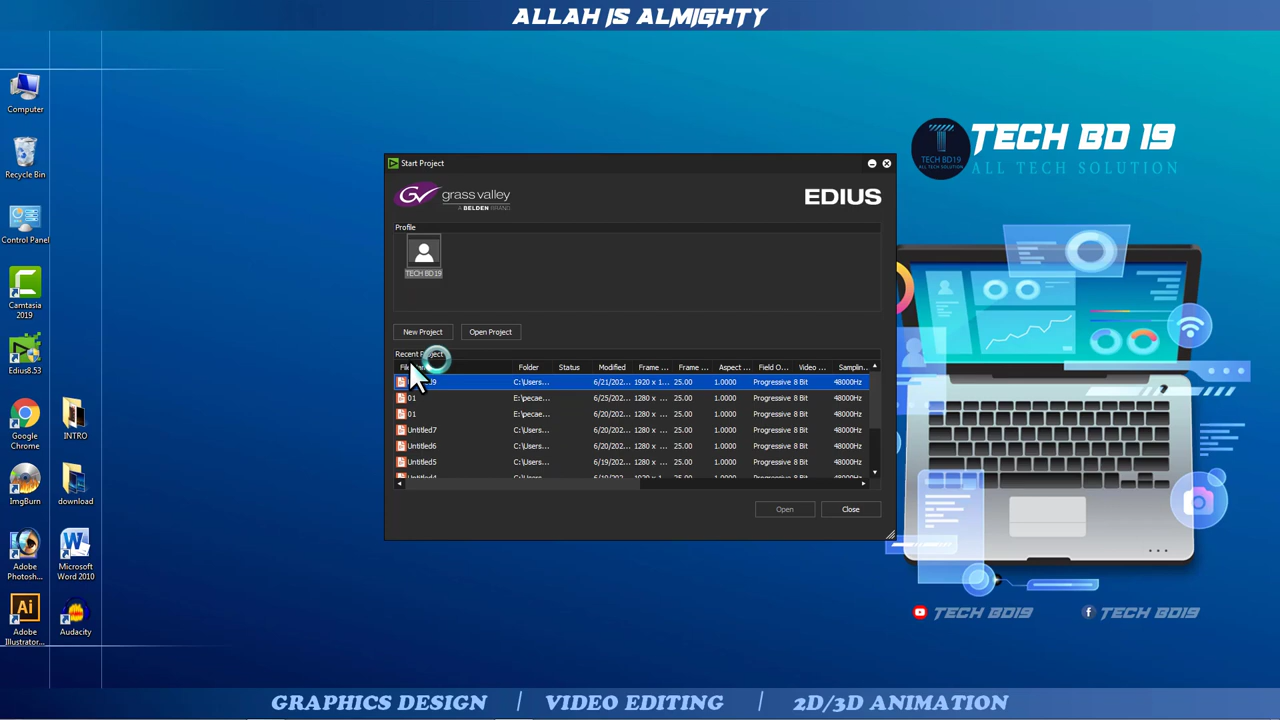 ALLAH IS ALMIGHTY
Computer
Recycle Bin
Control Panel
Camtasia
2019
Edius8.53
Google
Chrome
INTRO
ImgBurn
download
Adobe
Photosh...
Microsoft
Word 2010
Adobe
Illustrator...
Audacity
Start Project
GV grass valley
A BELDEN BRAND
EDIUS
Profile
TECH BD19
New Project
Open Project
Recent Project
Folder Status Modified Frame ... Frame ... Aspect ... Field O... Video ... Samplin...
C:\Users... 6/21/202... 1920 x 1... 25.00 1.0000 Progressive 8 Bit 48000Hz
01 E:\pecae... 6/25/202... 1280 x ... 25.00 1.0000 Progressive 8 Bit 48000Hz
01 E:\pecae... 6/20/202... 1280 x ... 25.00 1.0000 Progressive 8 Bit 48000Hz
Untitled7 C:\Users... 6/20/202... 1280 x ... 25.00 1.0000 Progressive 8 Bit 48000Hz
Untitled6 C:\Users... 6/20/202... 1280 x ... 25.00 1.0000 Progressive 8 Bit 48000Hz
Untitled5 C:\Users... 6/19/202... 1280 x ... 25.00 1.0000 Progressive 8 Bit 48000Hz
Open
Close
TECH BD19
ALL TECH SOLUTION
TECH BD 19
ALL TECH SOLUTION
TECH BD19
TECH BD19
GRAPHICS DESIGN | VIDEO EDITING | 2D/3D ANIMATION